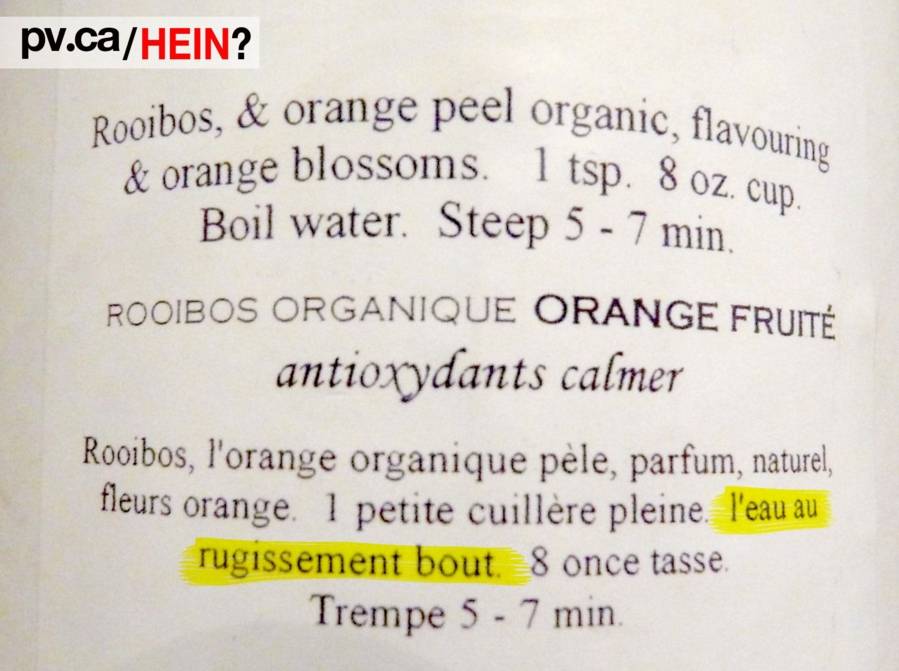 pv.ca/HEIN?
Rooibos, & orange peel organic, flavouring
& orange blossoms. 1 tsp. 8 oz. cup.
Boil water. Steep 5 - 7 min.
ROOIBOS ORGANIQUE ORANGE FRUITÉ
antioxydants calmer
Rooibos, l'orange organique pèle, parfum, naturel,
fleurs orange. 1 petite cuillère pleine. l'eau au
rugissement bout. 8 once tasse.
Trempe 5 - 7 min.